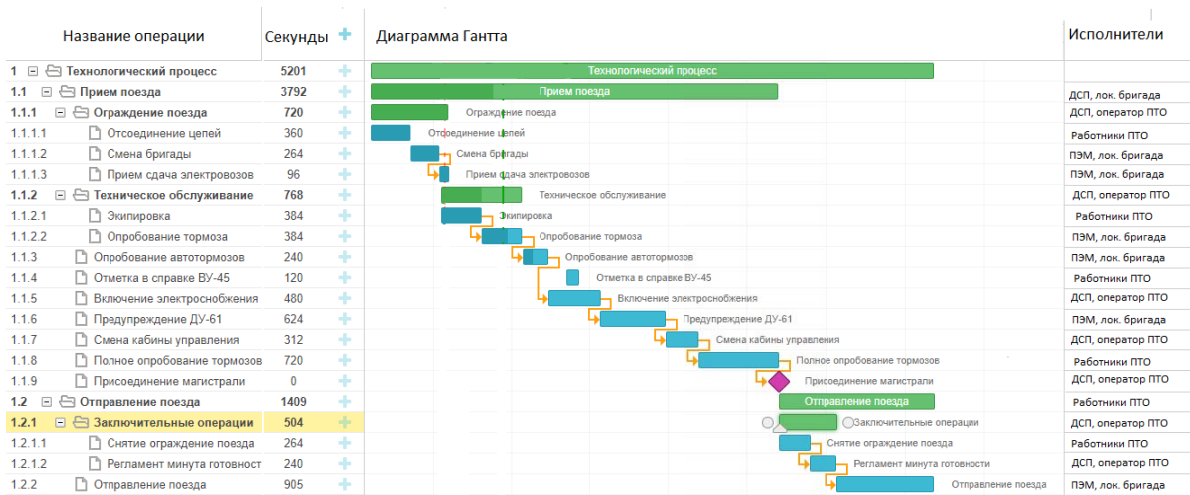 Название операции Секунды Диаграмма Гантта Исполнители
1 Технологический процесс 5201 Технологический процесс
1.1 Прием поезда 3792 Прием поезда ДСП, лок. бригада
1.1.1 Ограждение поезда 720 Ограждение поезда ДСП, оператор ПТО
1.1.1.1 Отсоединение цепей 360 Отсоединение цепей Работники ПТО
1.1.1.2 Смена бригады 264 Смена бригады ПЭМ, лок. бригада
1.1.1.3 Прием сдача электровозов 96 Прием сдача электровозов ПЭМ, лок. бригада
1.1.2 Техническое обслуживание 768 Техническое обслуживание ДСП, оператор ПТО
1.1.2.1 Экипировка 384 Экипировка Работники ПТО
1.1.2.2 Опробование тормоза 384 Опробование тормоза ПЭМ, лок. бригада
1.1.3 Опробование автотормозов 240 Опробование автотормозов ПЭМ, лок. бригада
1.1.4 Отметка в справке ВУ-45 120 Отметка в справке ВУ-45 Работники ПТО
1.1.5 Включение электроснобжения 480 Включение электроснобжения ДСП, оператор ПТО
1.1.6 Предупреждение ДУ-61 624 Предупреждение ДУ-61 ПЭМ, лок. бригада
1.1.7 Смена кабины управления 312 Смена кабины управления ДСП, оператор ПТО
1.1.8 Полное опробование тормозов 720 Полное опробование тормозов Работники ПТО
1.1.9 Присоединение магистрали 0 Присоединение магистрали ДСП, оператор ПТО
1.2 Отправление поезда 1409 Отправление поезда Работники ПТО
1.2.1 Заключительные операции 504 Заключительные операции ДСП, оператор ПТО
1.2.1.1 Снятие ограждение поезда 264 Снятие ограждение поезда Работники ПТО
1.2.1.2 Регламент минута готовност 240 Регламент минута готовности ДСП, оператор ПТО
1.2.2 Отправление поезда 905 Отправление поезда ПЭМ, лок. бригада